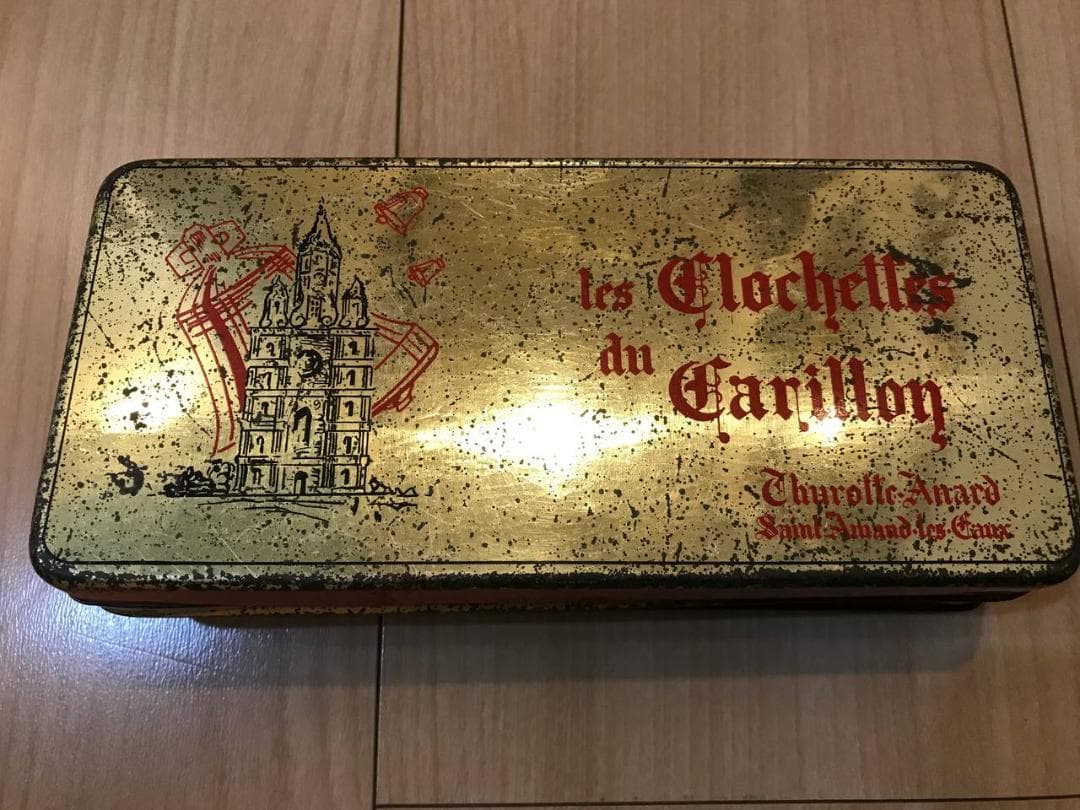 les Clochettes
du Carillon
Thurotte-Anard
Saint-Amand-les-Eaux